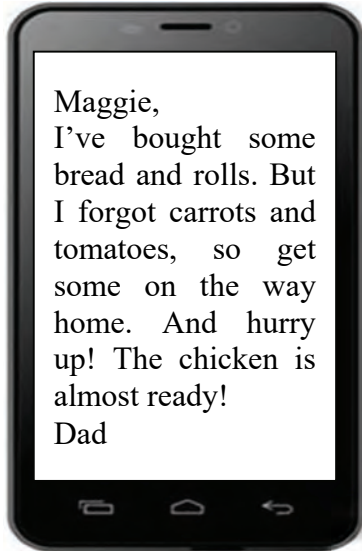 Maggie,
I’ve bought some
bread and rolls. But
I forgot carrots and
tomatoes, so get
some on the way
home. And hurry
up! The chicken is
almost ready!
Dad